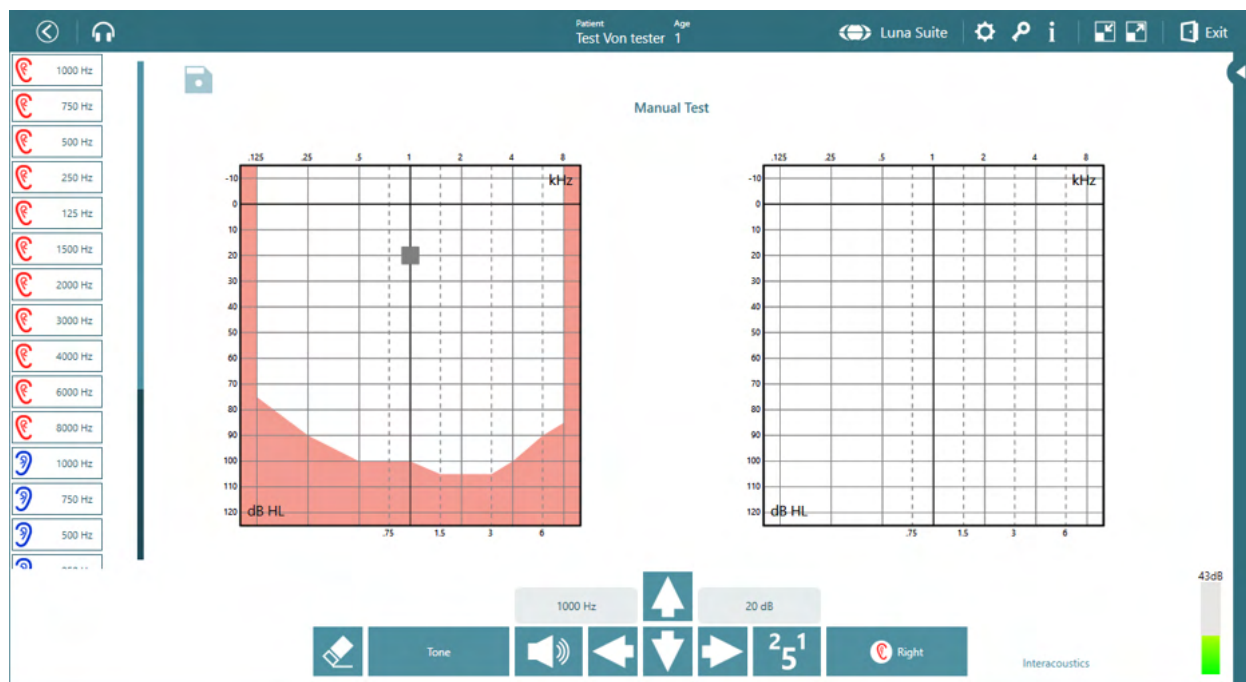 Patient Age
Test Von tester 1
Luna Suite
i
Exit
1000 Hz
750 Hz
500 Hz
250 Hz
125 Hz
1500 Hz
2000 Hz
3000 Hz
4000 Hz
6000 Hz
8000 Hz
1000 Hz
750 Hz
500 Hz
Manual Test
.125 .25 .5 1 2 4 8
kHz
-10
0
10
20
30
40
50
60
70
80
90
100
110
120
dB HL
.75 1.5 3 6
.125 .25 .5 1 2 4 8
kHz
-10
0
10
20
30
40
50
60
70
80
90
100
110
120
dB HL
.75 1.5 3 6
43dB
1000 Hz
20 dB
Tone
2 5 1
Right
Interacoustics